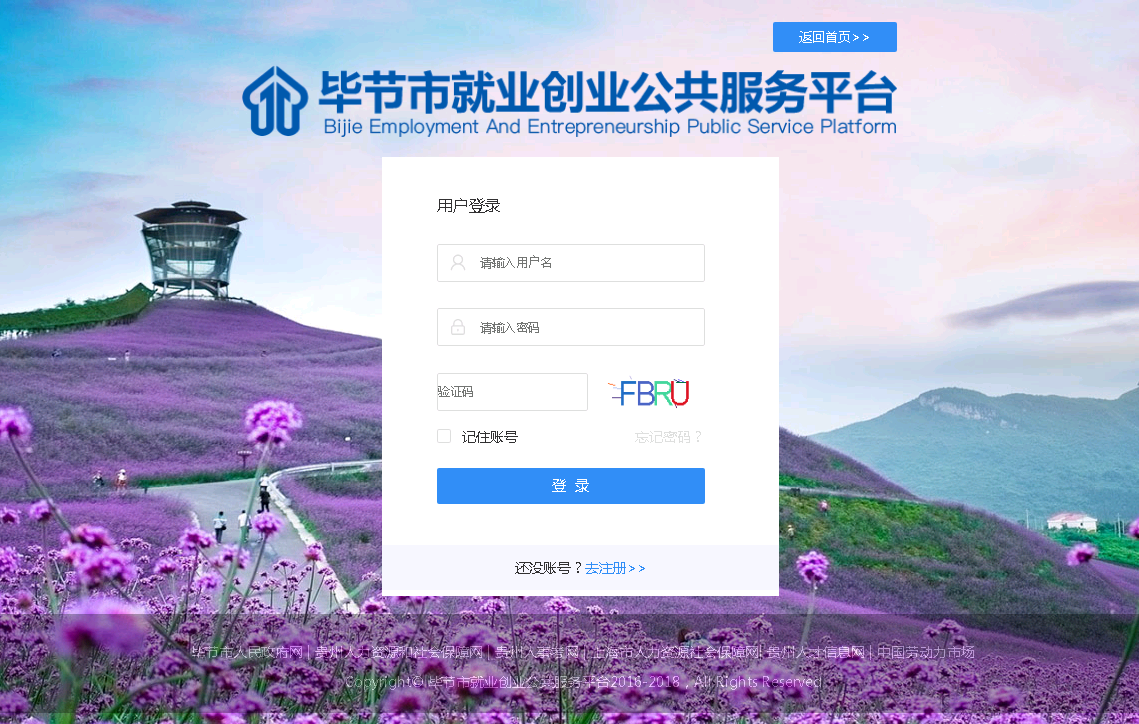 返回首页>>
毕节市就业创业公共服务平台
Bijie Employment And Entrepreneurship Public Service Platform
用户登录
请输入用户名
请输入密码
验证码
FBRU
记住账号
忘记密码？
登 录
还没账号？去注册>>
毕节市人民政府网 | 贵州人力资源和社会保障网 | 贵州人事考网 | 上海市人力资源社会保障网 | 贵州人才信息网 | 中国劳动力市场
Copyright© 毕节市就业创业公共服务平台2016-2018，All Rights Reserved